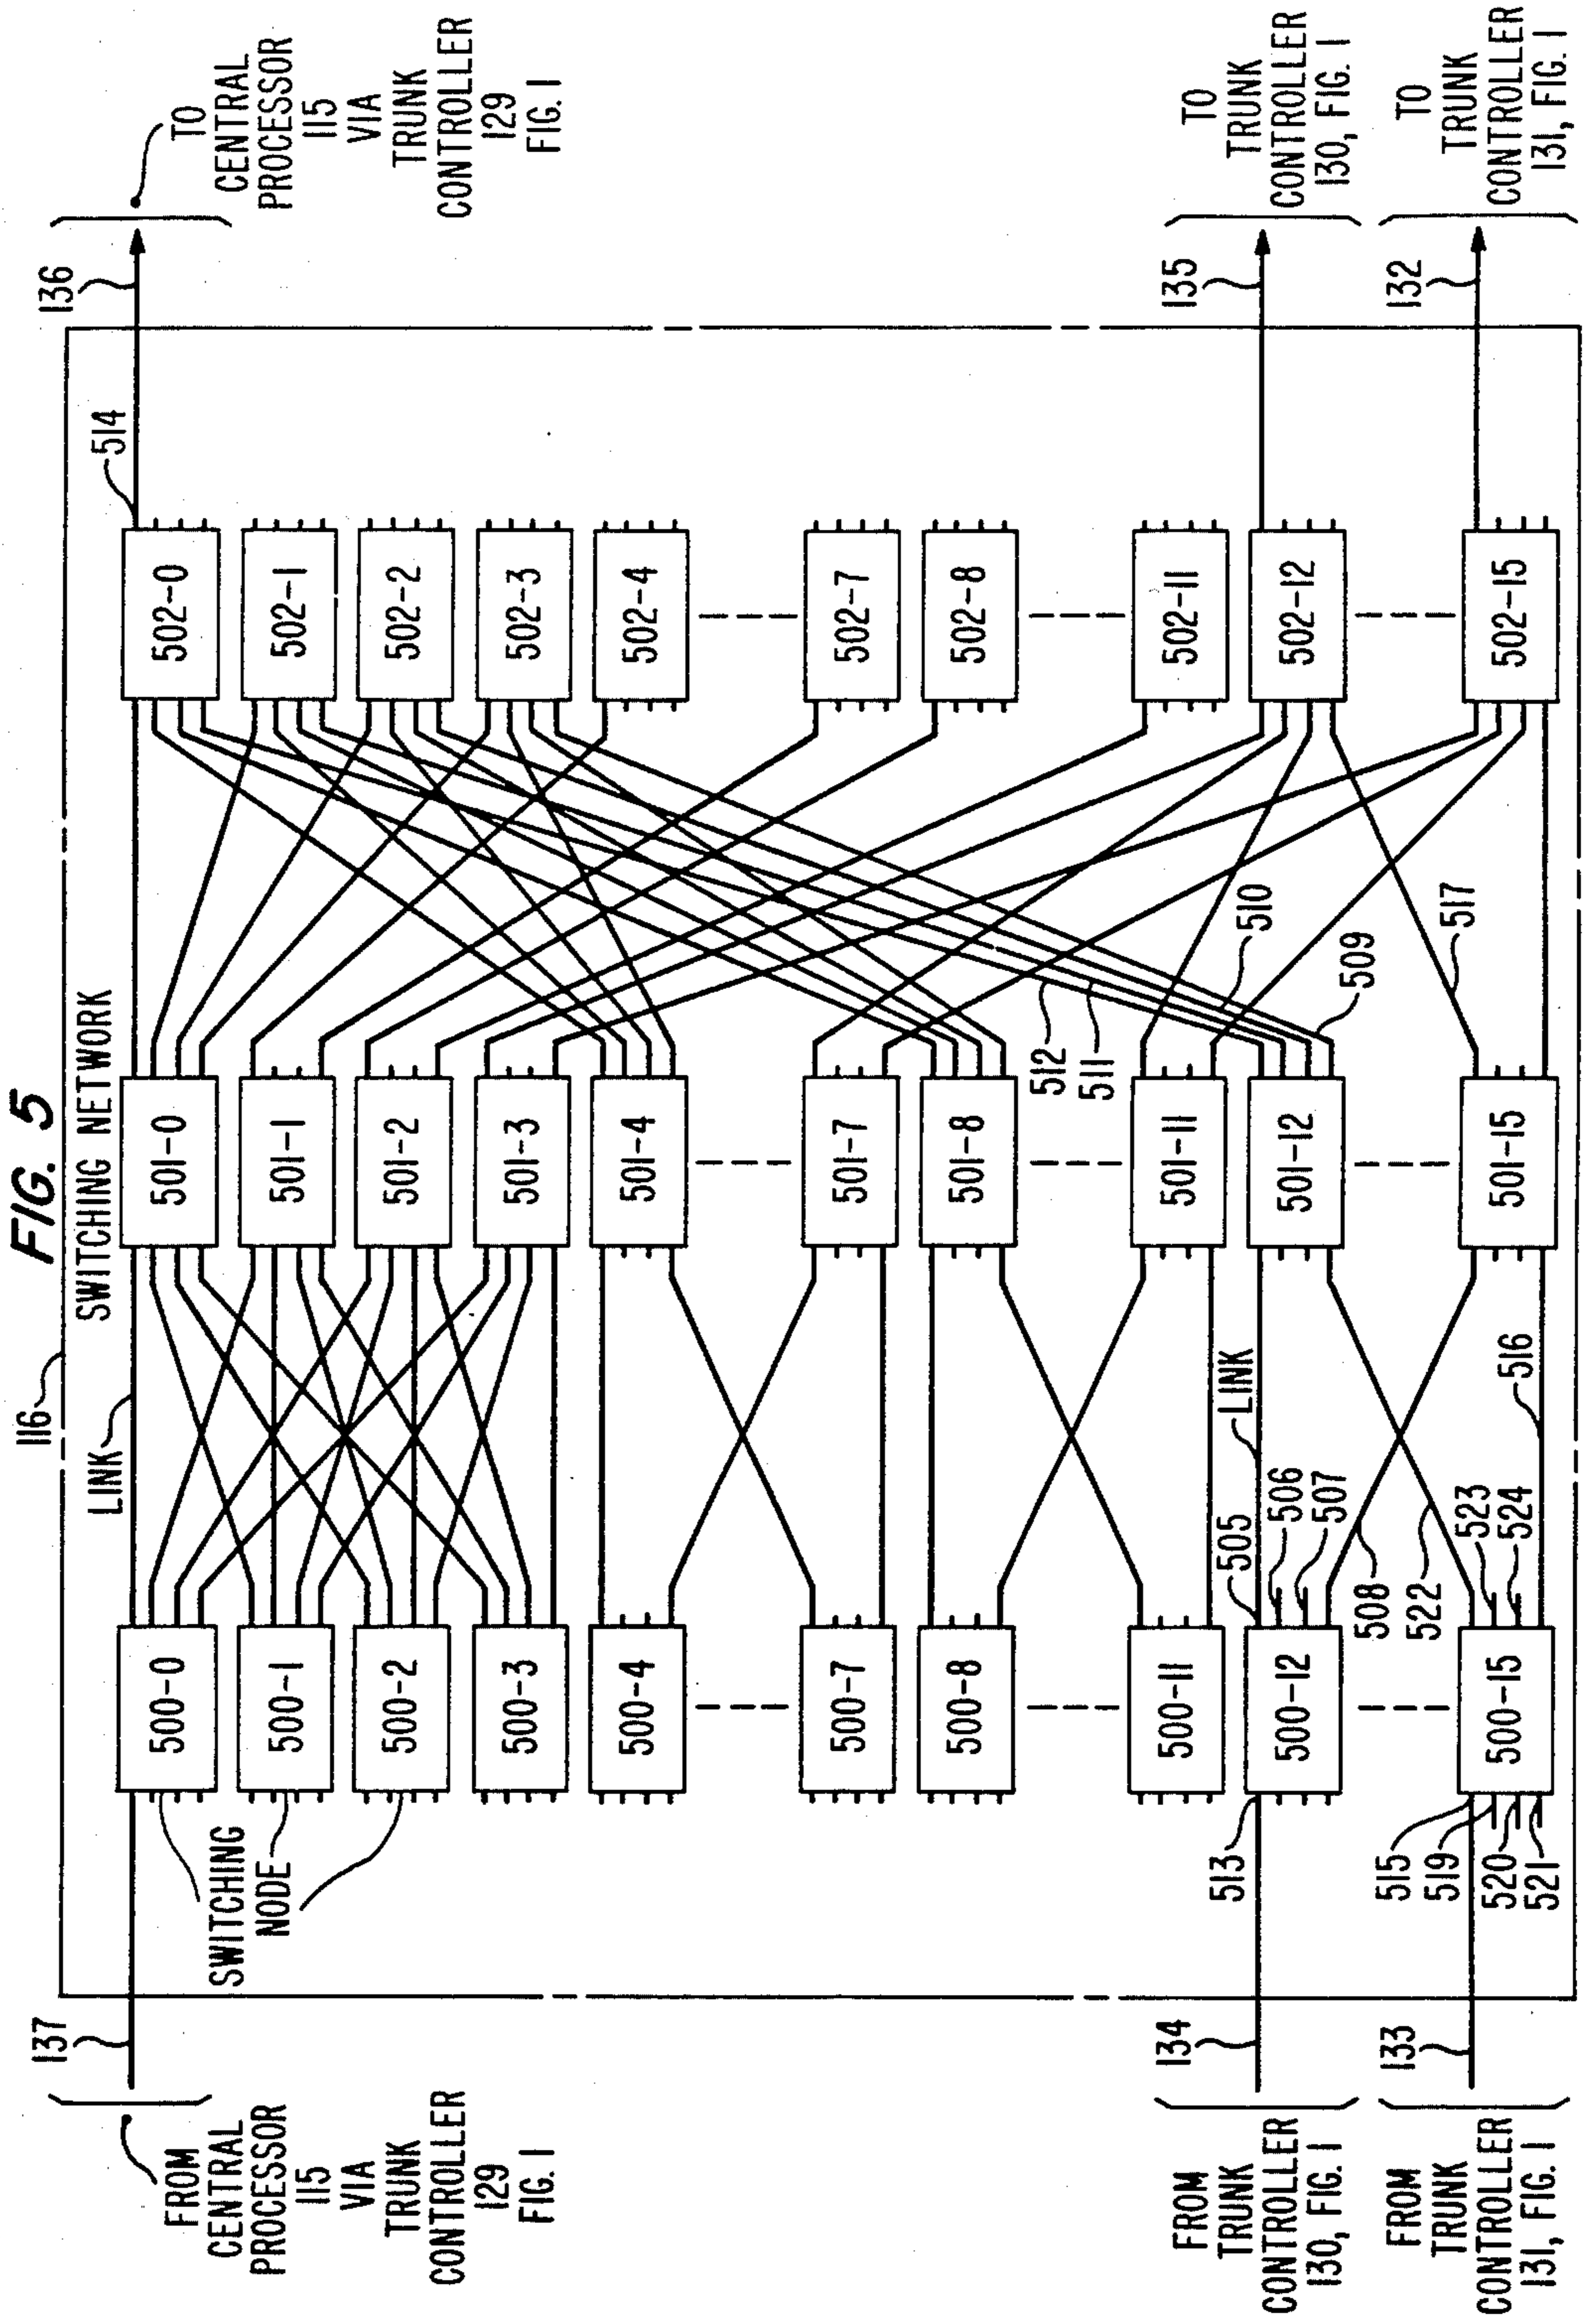 FIG. 5
116
SWITCHING NETWORK
FROM
CENTRAL
PROCESSOR
115
VIA
TRUNK
CONTROLLER
129
FIG. 1
137
SWITCHING
NODE
LINK
514
136
TO
CENTRAL
PROCESSOR
115
VIA
TRUNK
CONTROLLER
129
FIG. 1
500-0
501-0
502-0
500-1
501-1
502-1
500-2
501-2
502-2
500-3
501-3
502-3
500-4
501-4
502-4
500-7
501-7
502-7
500-8
501-8
502-8
500-11
501-11
502-11
500-12
501-12
502-12
500-15
501-15
502-15
512
511
510
509
517
505
LINK
506
507
508
522
523
524
516
513
515
519
520
521
FROM
TRUNK
CONTROLLER
130, FIG. 1
134
135
TO
TRUNK
CONTROLLER
130, FIG. 1
FROM
TRUNK
CONTROLLER
131, FIG. 1
133
132
TO
TRUNK
CONTROLLER
131, FIG. 1